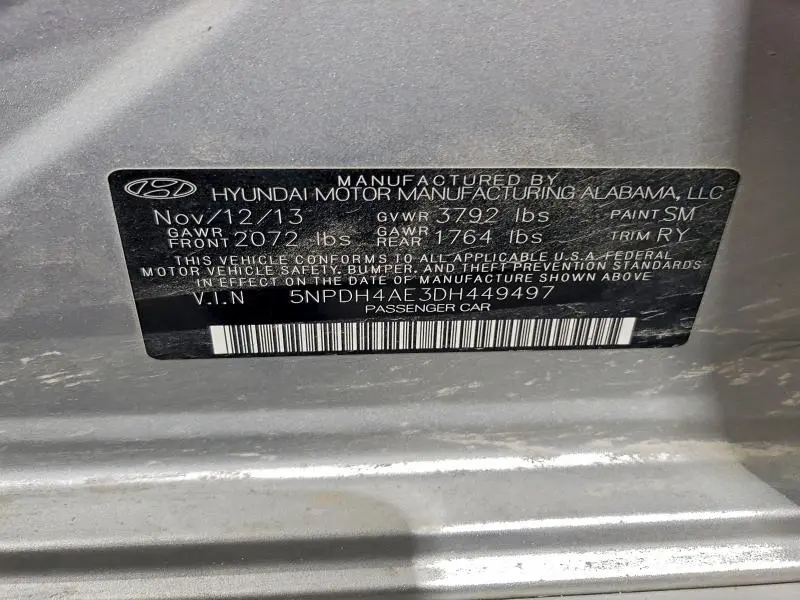 MANUFACTURED BY
HYUNDAI MOTOR MANUFACTURING ALABAMA, LLC
Nov/12/13 GVWR 3792 lbs PAINT SM
GAWR FRONT 2072 lbs GAWR REAR 1764 lbs TRIM RY
THIS VEHICLE CONFORMS TO ALL APPLICABLE U.S.A. FEDERAL
MOTOR VEHICLE SAFETY, BUMPER, AND THEFT PREVENTION STANDARDS
IN EFFECT ON THE DATE OF MANUFACTURE SHOWN ABOVE
V.I.N 5NPDH4AE3DH449497
PASSENGER CAR